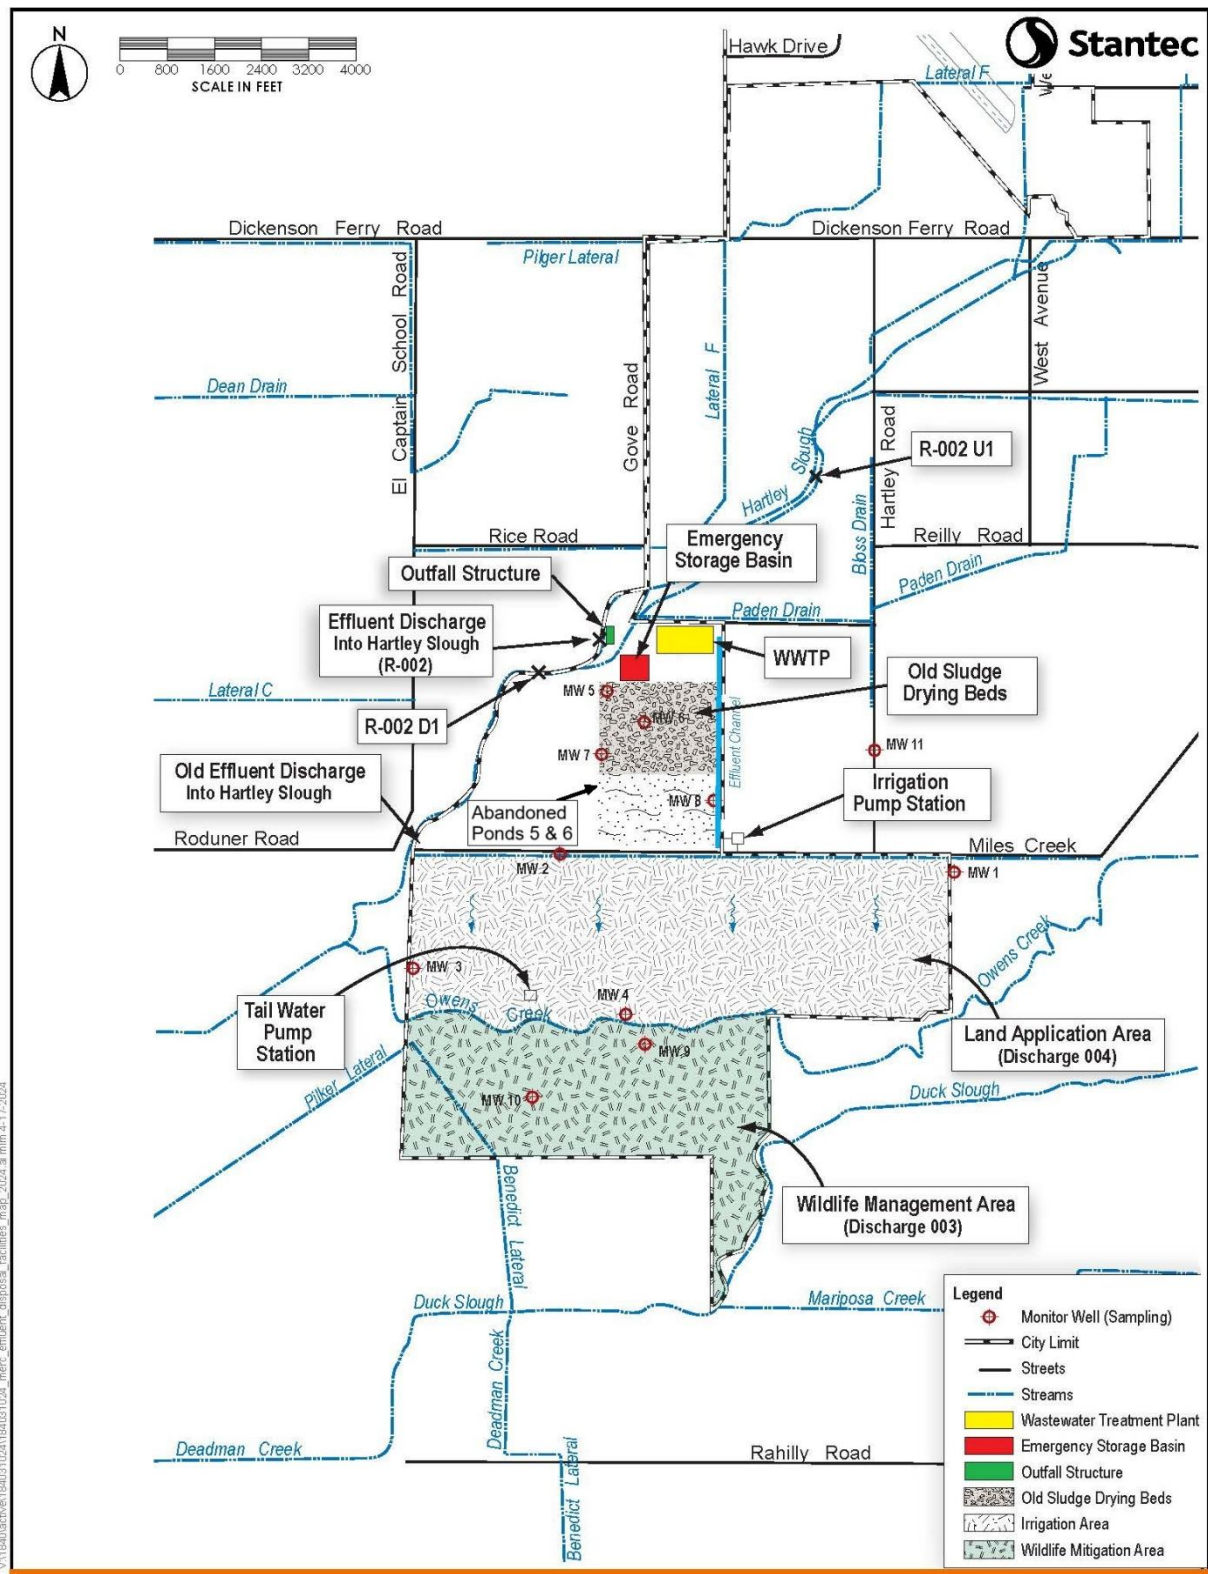 N
0 800 1600 2400 3200 4000
SCALE IN FEET
Stantec
Hawk Drive
Lateral F
We
Dickenson Ferry Road
Dickenson Ferry Road
Pilger Lateral
El Captain School Road
Gove Road
Lateral F
West Avenue
Dean Drain
Hartley Slough
R-002 U1
Hartley Road
Bloss Drain
Rice Road
Reilly Road
Emergency
Storage Basin
Outfall Structure
Paden Drain
Paden Drain
Effluent Discharge
Into Hartley Slough
(R-002)
WWTP
Old Sludge
Drying Beds
Lateral C
MW 5
MW 6
R-002 D1
Effluent Channel
MW 7
MW 11
Old Effluent Discharge
Into Hartley Slough
MW 8
Irrigation
Pump Station
Abandoned
Ponds 5 & 6
Roduner Road
Miles Creek
MW 2
MW 1
MW 3
Owens Creek
Owens Creek
MW 4
Tail Water
Pump
Station
Land Application Area
(Discharge 004)
MW 9
Pilker Lateral
Duck Slough
MW 10
Benedict Lateral
Wildlife Management Area
(Discharge 003)
Duck Slough
Mariposa Creek
Deadman Creek
Deadman Creek
Rahilly Road
Benedict Lateral
Legend
Monitor Well (Sampling)
City Limit
Streets
Streams
Wastewater Treatment Plant
Emergency Storage Basin
Outfall Structure
Old Sludge Drying Beds
Irrigation Area
Wildlife Mitigation Area